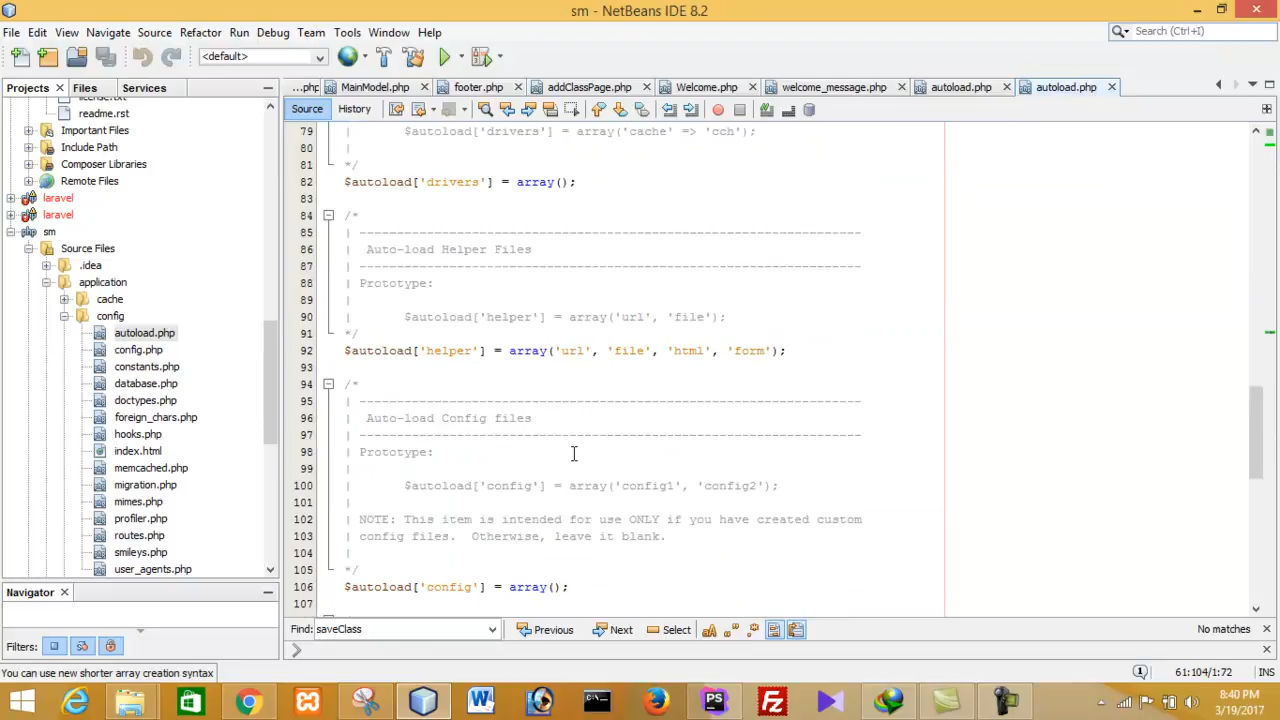 sm - NetBeans IDE 8.2
File Edit View Navigate Source Refactor Run Debug Team Tools Window Help
Search (Ctrl+I)
<default>
Projects Files Services
...php MainModel.php footer.php addClassPage.php Welcome.php welcome_message.php autoload.php autoload.php
Source History
license.txt
readme.rst
Important Files
Include Path
Composer Libraries
Remote Files
laravel
laravel
sm
Source Files
.idea
application
cache
config
autoload.php
config.php
constants.php
database.php
doctypes.php
foreign_chars.php
hooks.php
index.html
memcached.php
migration.php
mimes.php
profiler.php
routes.php
smileys.php
user_agents.php
79 | $autoload['drivers'] = array('cache' => 'cch');
80 |
81 */
82 $autoload['drivers'] = array();
83
84 /*
85 | -------------------------------------------------------------------
86 | Auto-load Helper Files
87 | -------------------------------------------------------------------
88 | Prototype:
89 |
90 | $autoload['helper'] = array('url', 'file');
91 */
92 $autoload['helper'] = array('url', 'file', 'html', 'form');
93
94 /*
95 | -------------------------------------------------------------------
96 | Auto-load Config files
97 | -------------------------------------------------------------------
98 | Prototype:
99 |
100 | $autoload['config'] = array('config1', 'config2');
101 |
102 | NOTE: This item is intended for use ONLY if you have created custom
103 | config files.  Otherwise, leave it blank.
104 |
105 */
106 $autoload['config'] = array();
107
Navigator
Filters:
Find: saveClass Previous Next Select No matches
You can use new shorter array creation syntax
1 61:104/1:72 INS
8:40 PM
3/19/2017